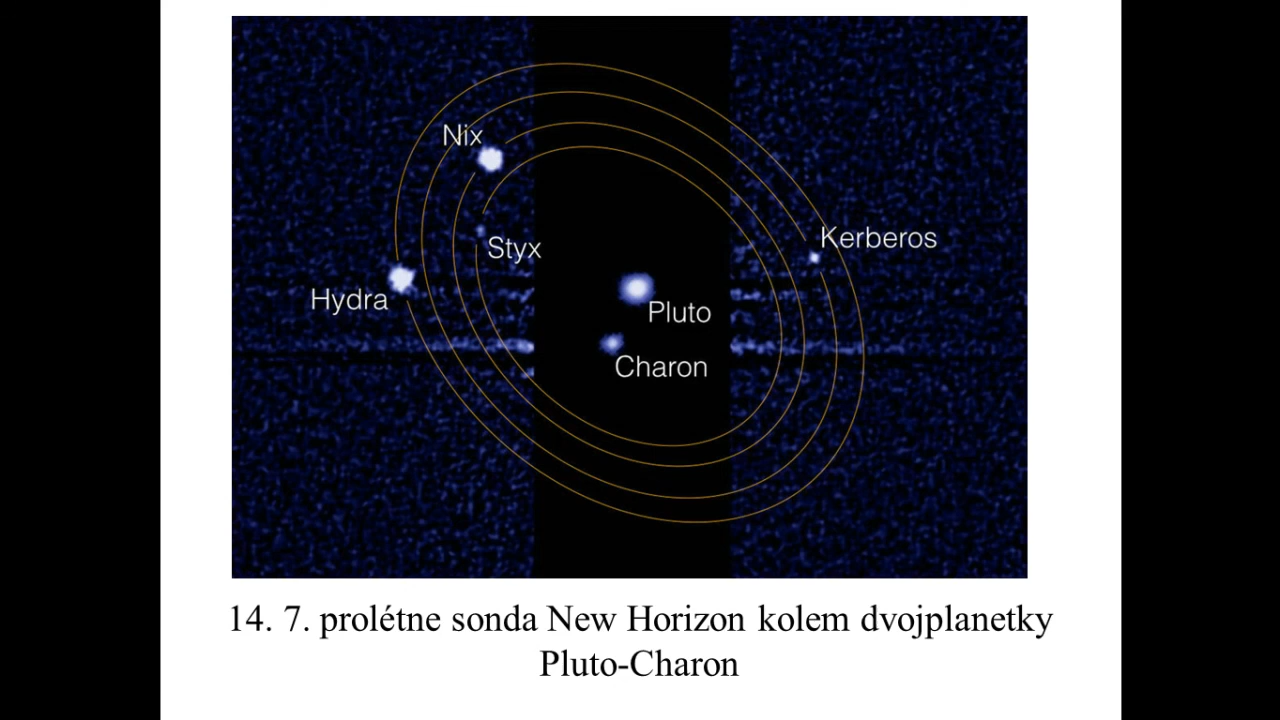 Nix
Styx
Kerberos
Hydra
Pluto
Charon
14. 7. prolétne sonda New Horizon kolem dvojplanetky
Pluto-Charon